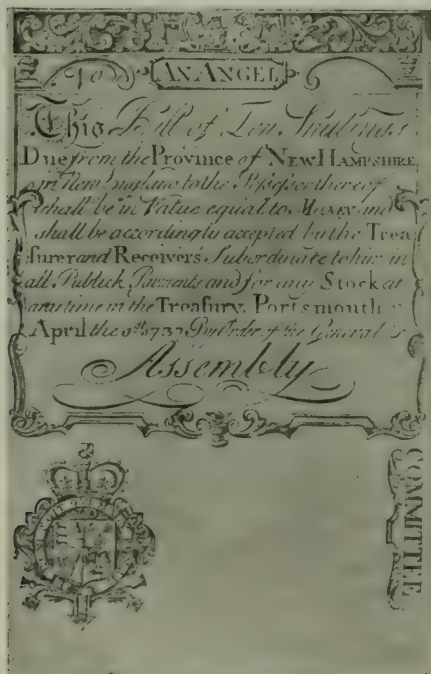 10 AN ANGEL
This Bill of Ten Shillings
Due from the Province of NEW HAMPSHIRE
in New England to the Possessor thereof
shall be in Value equal to MONEY and
shall be accordingly accepted by the Trea
surer and Receivers Subordinate to him in
all Publick Payments and for any Stock at
any time in the Treasury. Portsmouth
April the 1737 By Order of the General
Assembly
COMMITTEE